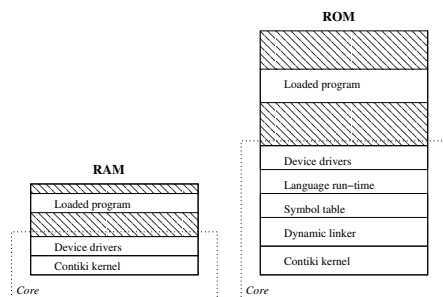 ROM
Loaded program
Device drivers
Language run−time
Symbol table
Dynamic linker
Contiki kernel
Core
RAM
Loaded program
Device drivers
Contiki kernel
Core